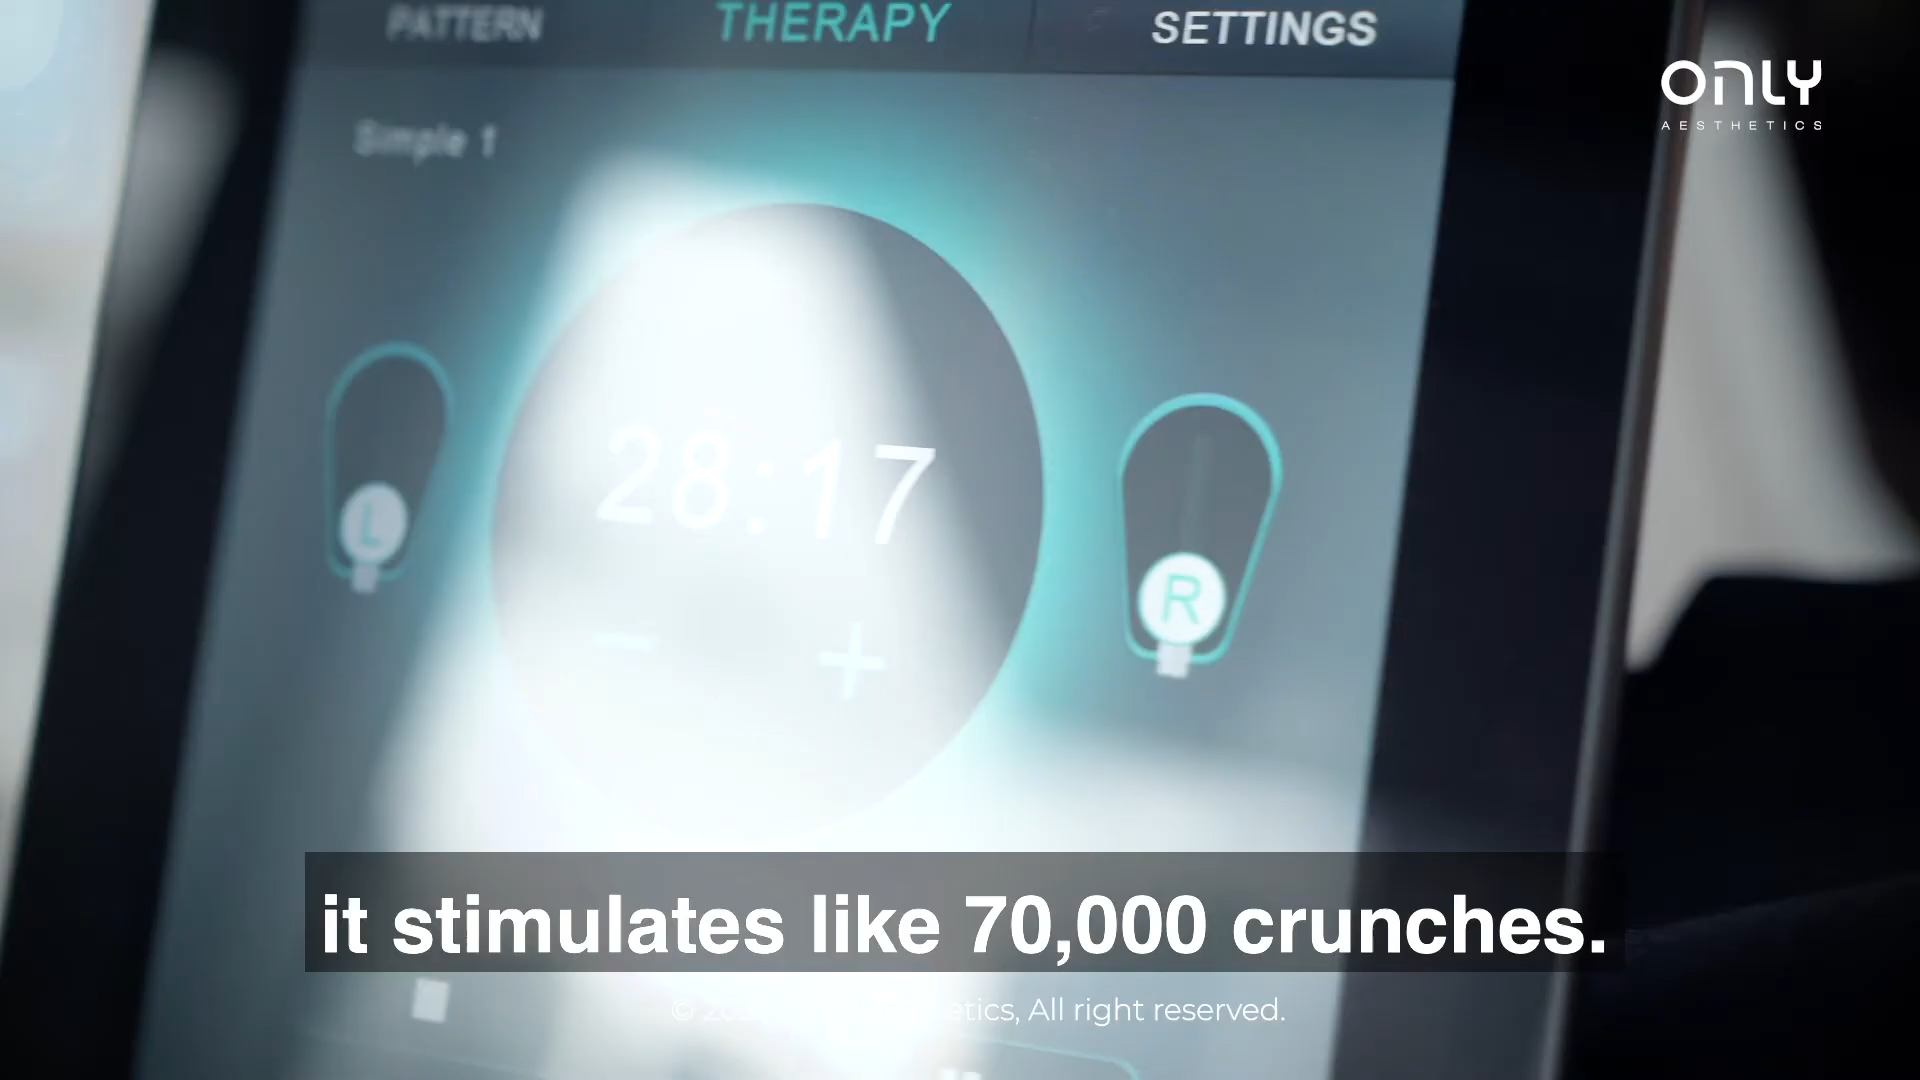 PATTERN THERAPY SETTINGS
ONLY
AESTHETICS
Simple 1
28:17
L
R
− +
it stimulates like 70,000 crunches.
All right reserved.